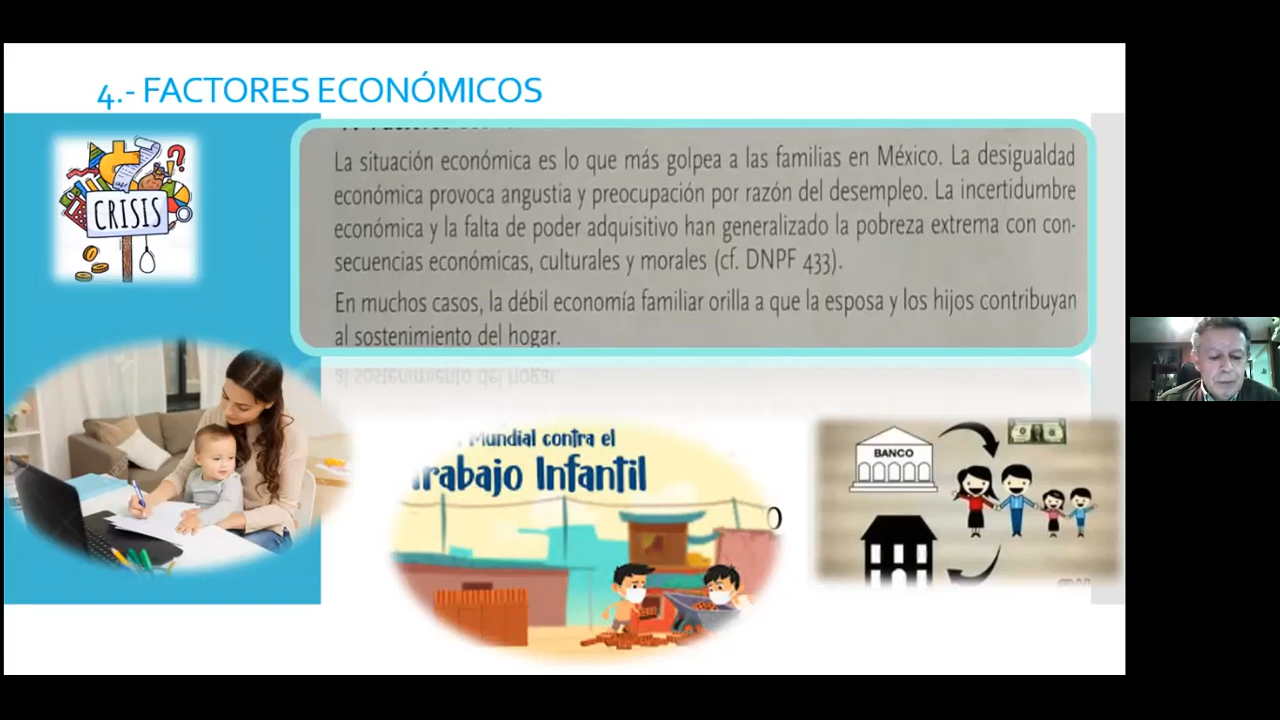 4.- FACTORES ECONÓMICOS
CRISIS
La situación económica es lo que más golpea a las familias en México. La desigualdad
económica provoca angustia y preocupación por razón del desempleo. La incertidumbre
económica y la falta de poder adquisitivo han generalizado la pobreza extrema con con-
secuencias económicas, culturales y morales (cf. DNPF 433).
En muchos casos, la débil economía familiar orilla a que la esposa y los hijos contribuyan
al sostenimiento del hogar.
Mundial contra el
Trabajo Infantil
O
BANCO